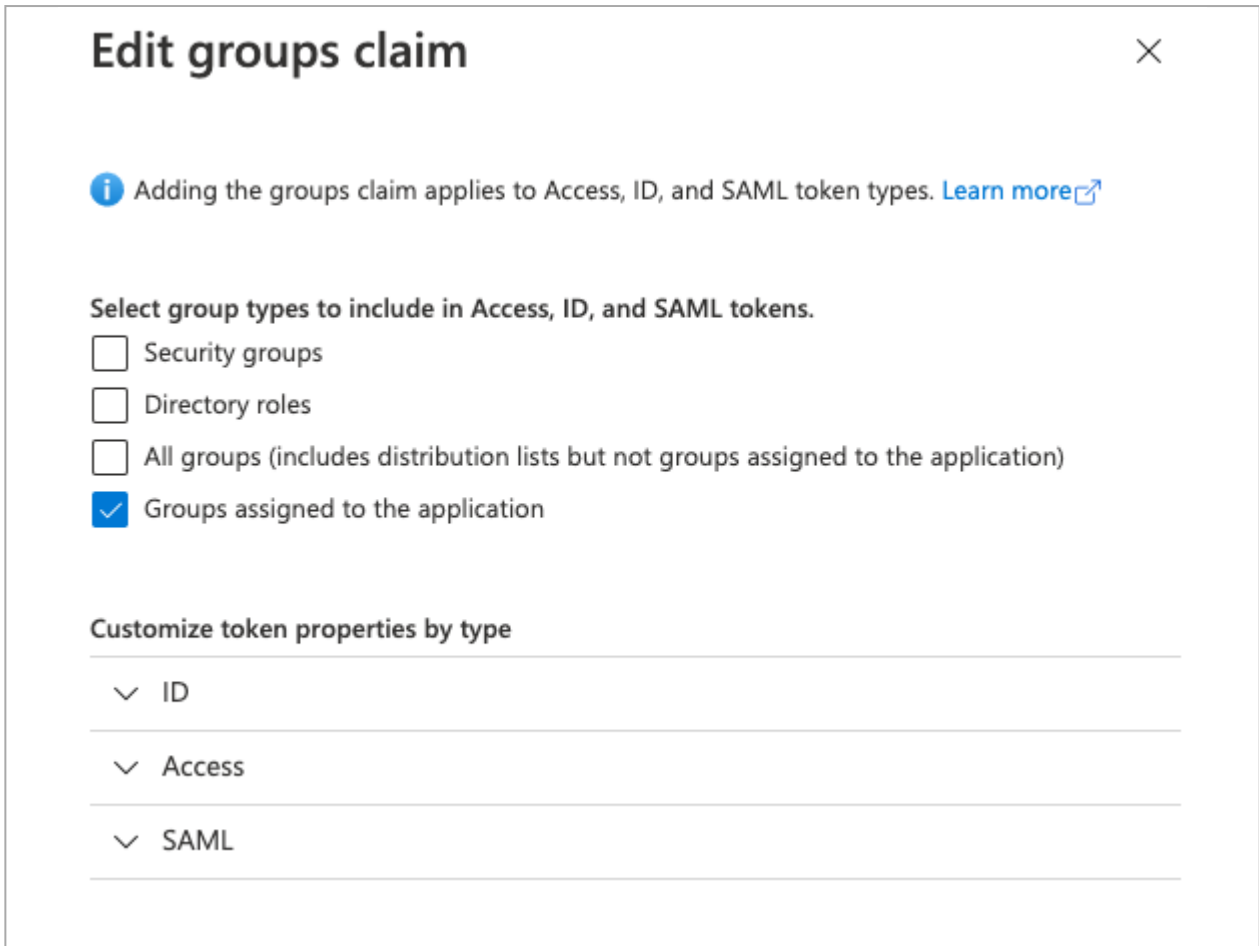 Edit groups claim
Adding the groups claim applies to Access, ID, and SAML token types. Learn more
Select group types to include in Access, ID, and SAML tokens.
Security groups
Directory roles
All groups (includes distribution lists but not groups assigned to the application)
Groups assigned to the application
Customize token properties by type
ID
Access
SAML